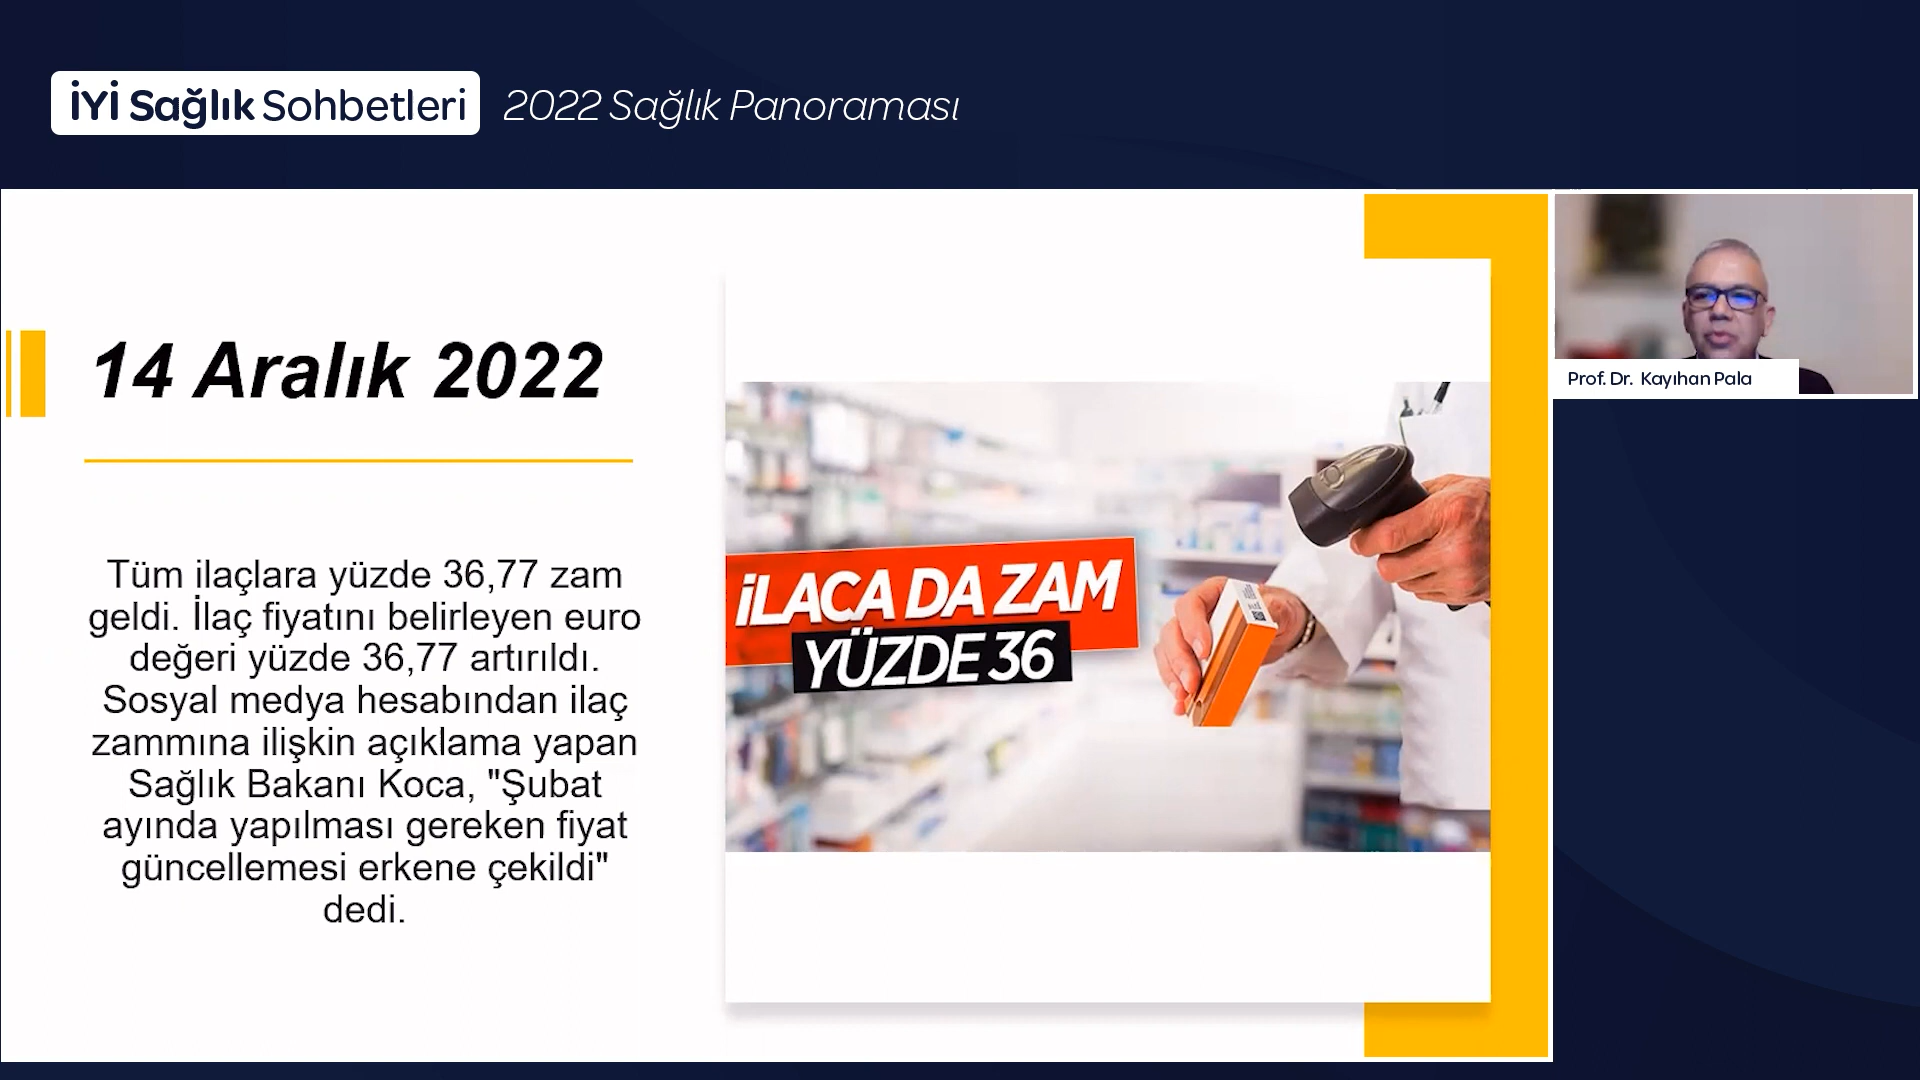 İYİ Sağlık Sohbetleri 2022 Sağlık Panoraması
14 Aralık 2022
Tüm ilaçlara yüzde 36,77 zam
geldi. İlaç fiyatını belirleyen euro
değeri yüzde 36,77 artırıldı.
Sosyal medya hesabından ilaç
zammına ilişkin açıklama yapan
Sağlık Bakanı Koca, "Şubat
ayında yapılması gereken fiyat
güncellemesi erkene çekildi"
dedi.
İLACA DA ZAM
YÜZDE 36
Prof. Dr. Kayıhan Pala